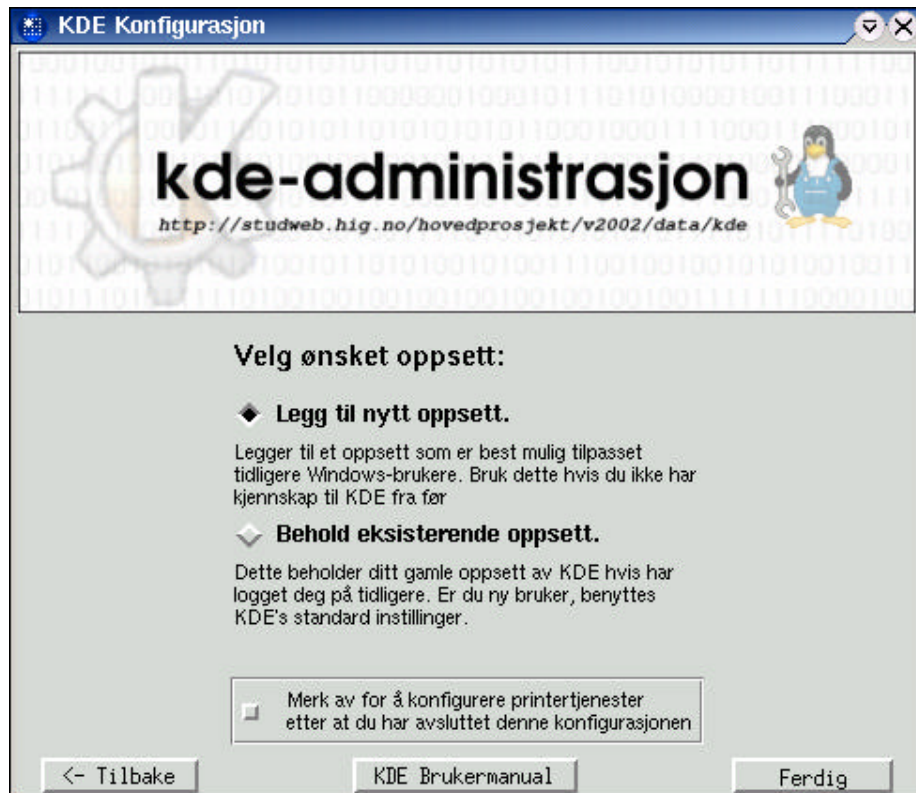 KDE Konfigurasjon
kde-administrasjon
http://studweb.hig.no/hovedprosjekt/v2002/data/kde
Velg ønsket oppsett:
Legg til nytt oppsett.
Legger til et oppsett som er best mulig tilpasset
tidligere Windows-brukere. Bruk dette hvis du ikke har
kjennskap til KDE fra før
Behold eksisterende oppsett.
Dette beholder ditt gamle oppsett av KDE hvis har
logget deg på tidligere. Er du ny bruker, benyttes
KDE's standard instillinger.
Merk av for å konfigurere printertjenester
etter at du har avsluttet denne konfigurasjonen
<- Tilbake
KDE Brukermanual
Ferdig